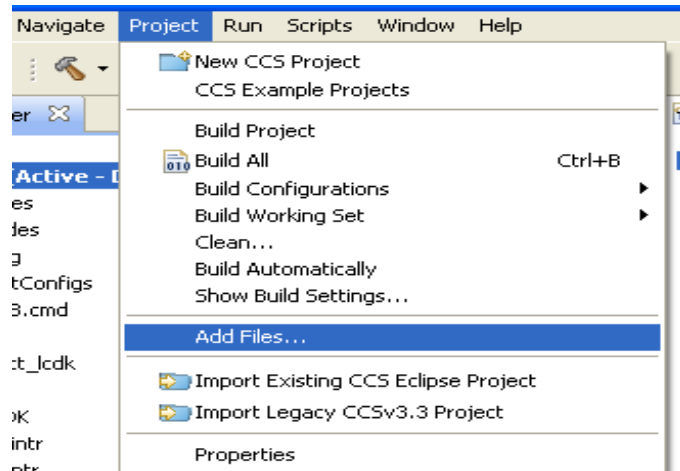 Navigate Project Run Scripts Window Help
New CCS Project
CCS Example Projects
er
Build Project
Build All Ctrl+B
[Active - D
Build Configurations
es
Build Working Set
des
Clean...
g
Build Automatically
tConfigs
Show Build Settings...
B.cmd
Add Files...
ct_lcdk
Import Existing CCS Eclipse Project
Import Legacy CCSv3.3 Project
OK
intr
Properties